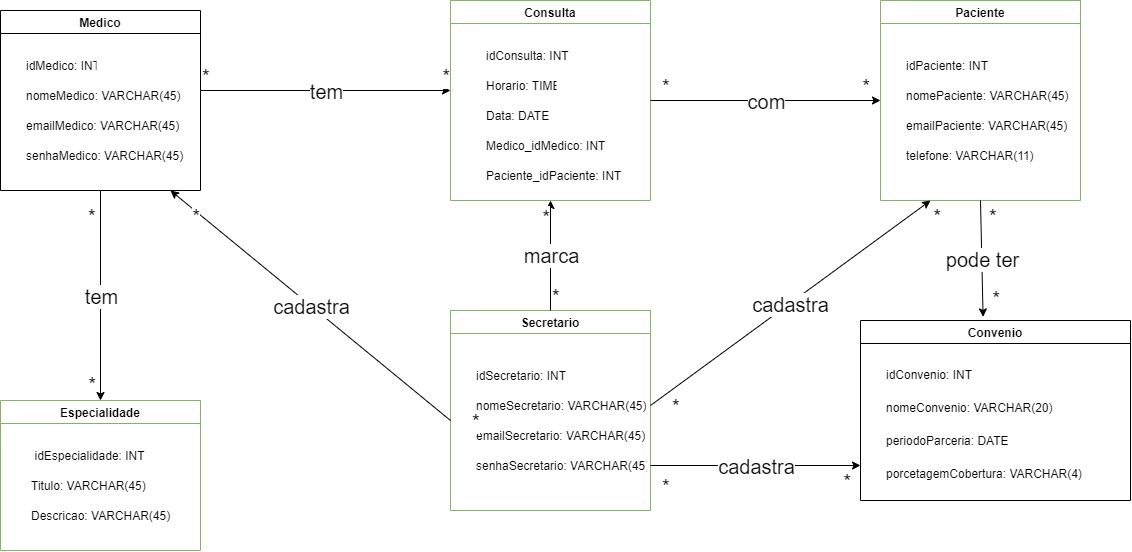 Medico
idMedico: INT
nomeMedico: VARCHAR(45)
emailMedico: VARCHAR(45)
senhaMedico: VARCHAR(45)
*
tem
*
Consulta
idConsulta: INT
Horario: TIME
Data: DATE
Medico_idMedico: INT
Paciente_idPaciente: INT
*
com
*
Paciente
idPaciente: INT
nomePaciente: VARCHAR(45)
emailPaciente: VARCHAR(45)
telefone: VARCHAR(11)
*
tem
*
*
cadastra
*
*
marca
*
*
cadastra
*
*
pode ter
*
Especialidade
idEspecialidade: INT
Titulo: VARCHAR(45)
Descricao: VARCHAR(45)
Secretario
idSecretario: INT
nomeSecretario: VARCHAR(45)
emailSecretario: VARCHAR(45)
senhaSecretario: VARCHAR(45
*
cadastra
*
Convenio
idConvenio: INT
nomeConvenio: VARCHAR(20)
periodoParceria: DATE
porcetagemCobertura: VARCHAR(4)